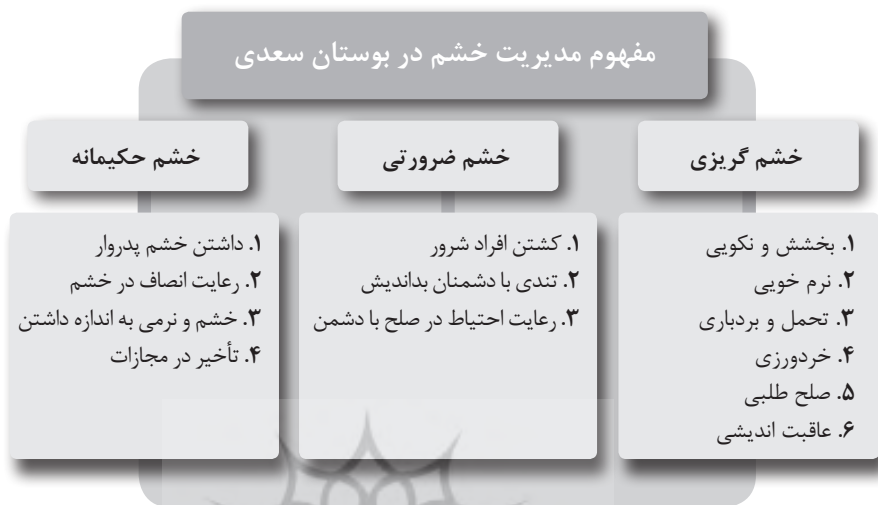 مفهوم مدیریت خشم در بوستان سعدی
خشم گریزی
۱. بخشش و نکویی
۲. نرم خویی
۳. تحمل و بردباری
۴. خردورزی
۵. صلح طلبی
۶. عاقبت اندیشی
خشم ضرورتی
۱. کشتن افراد شرور
۲. تندی با دشمنان بداندیش
۳. رعایت احتیاط در صلح با دشمن
خشم حکیمانه
۱. داشتن خشم پدروار
۲. رعایت انصاف در خشم
۳. خشم و نرمی به اندازه داشتن
۴. تأخیر در مجازات